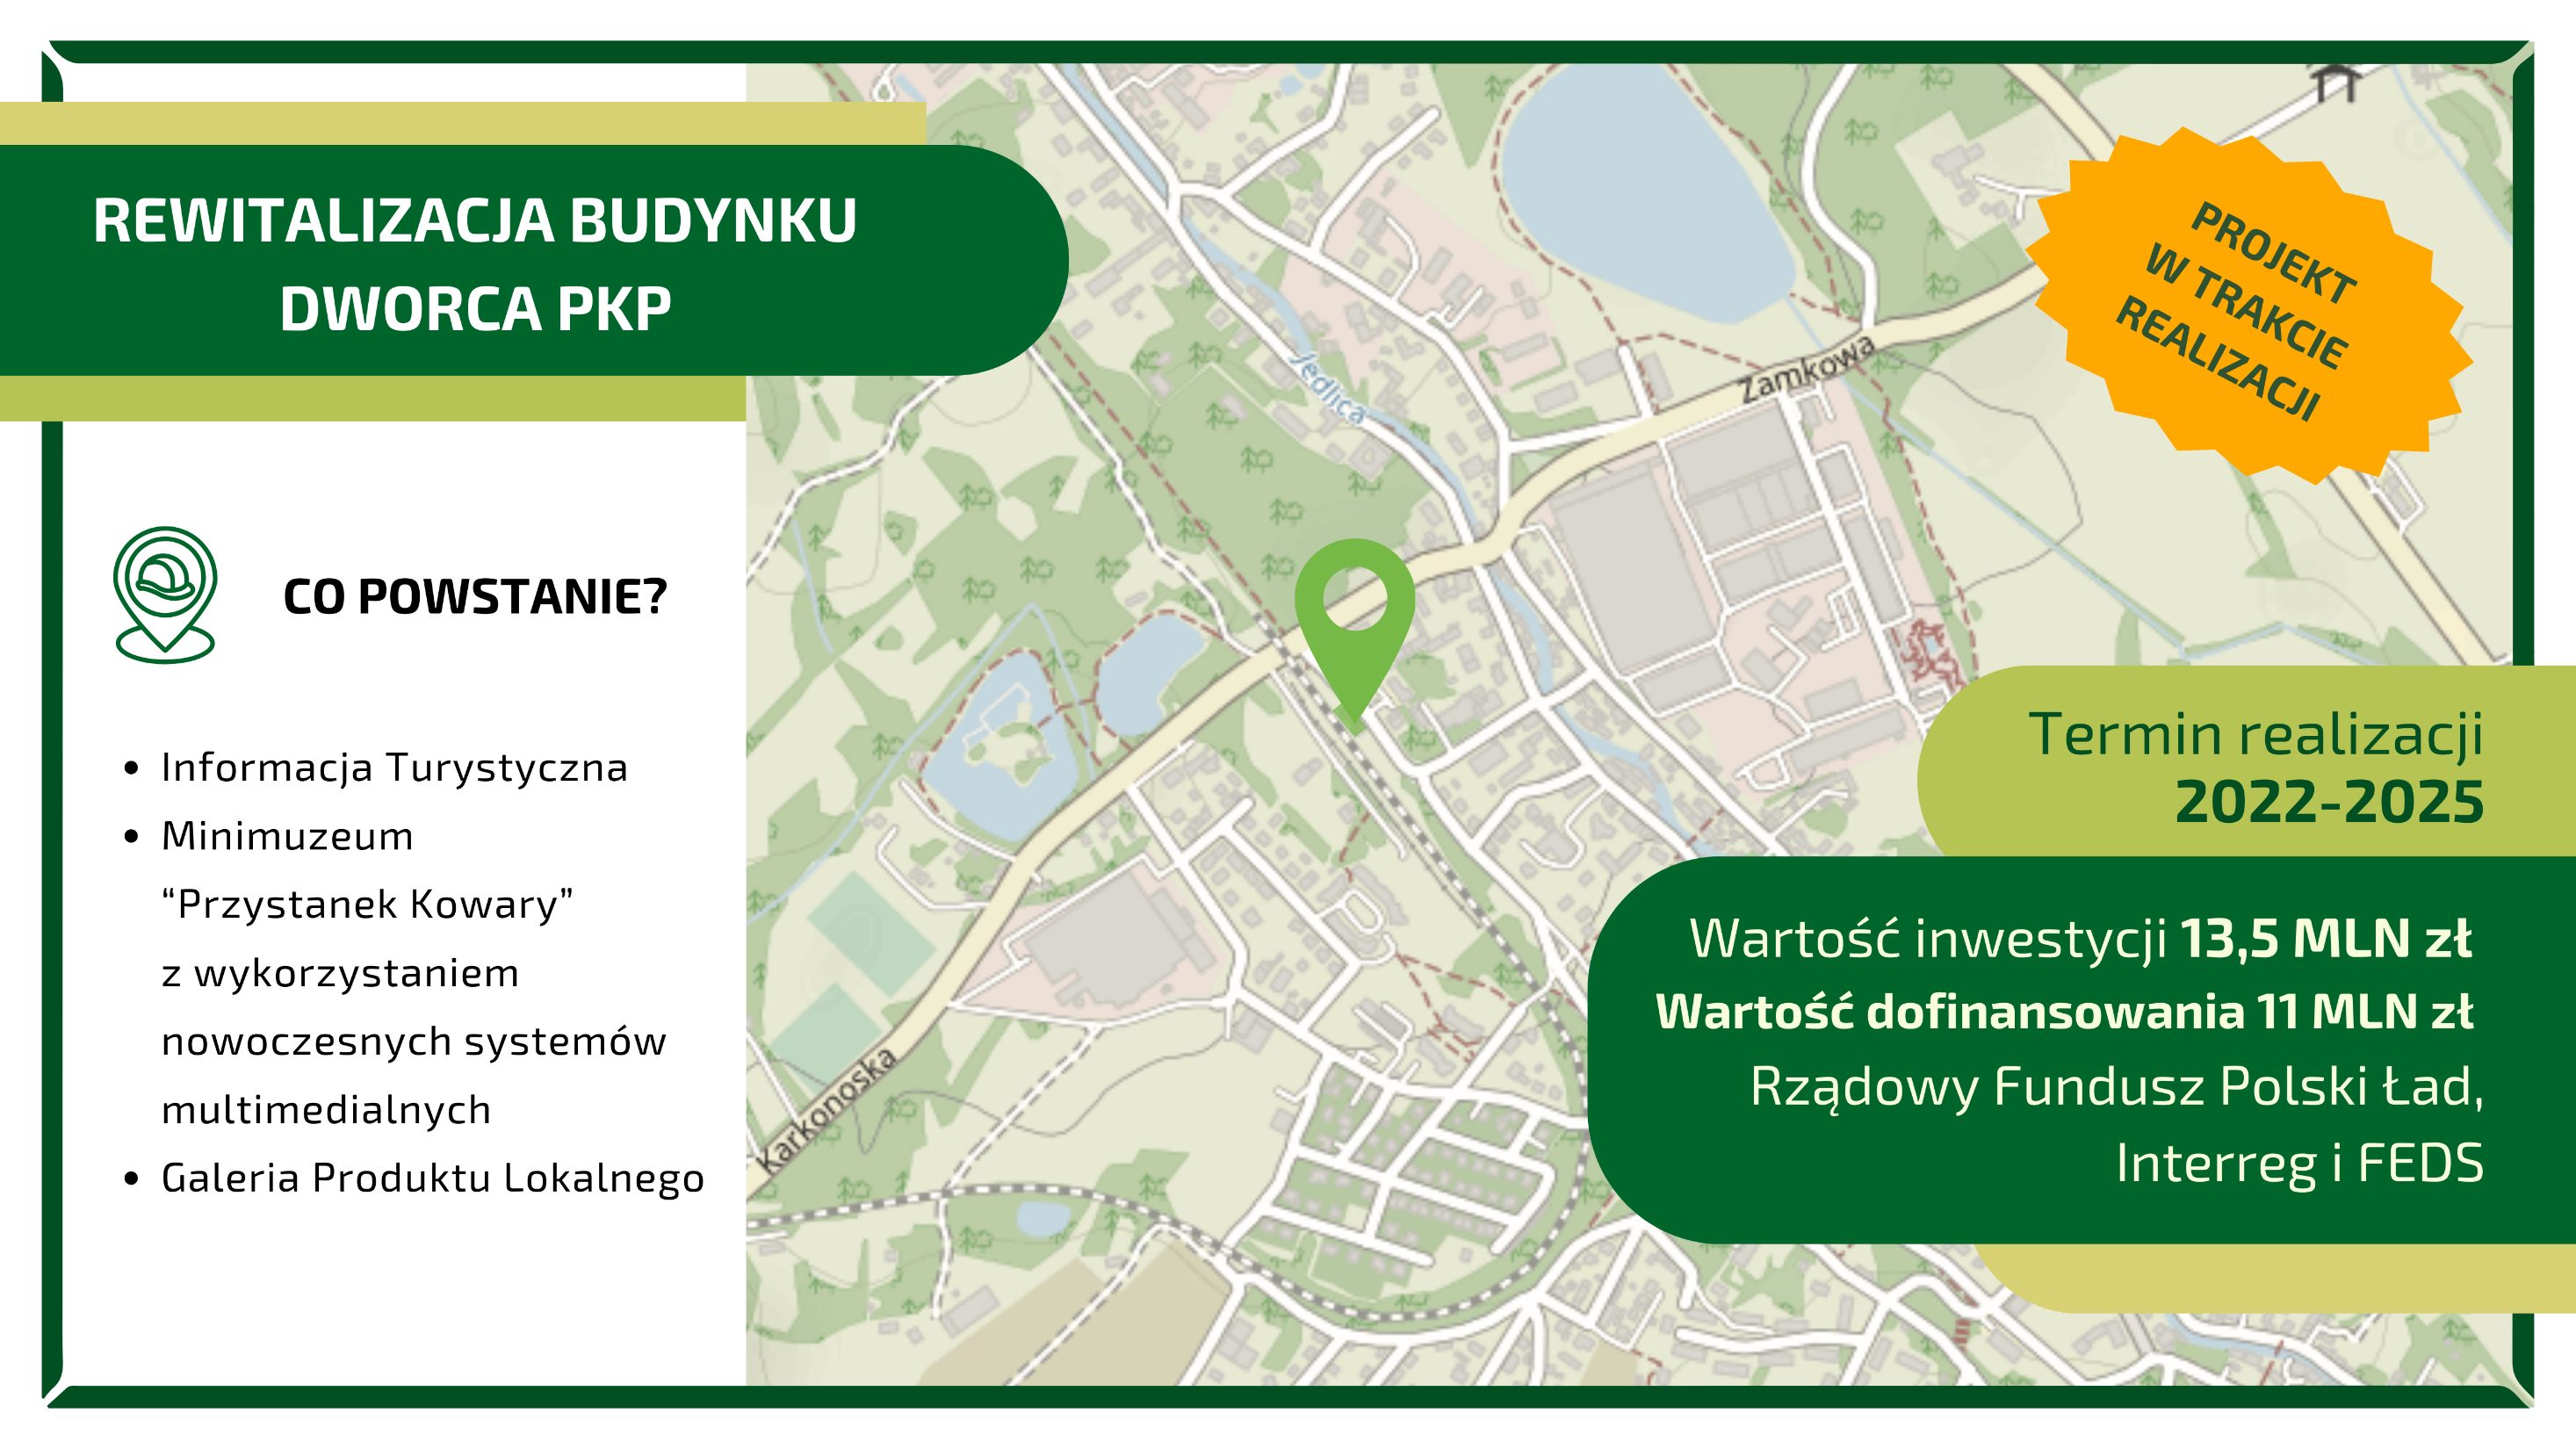 REWITALIZACJA BUDYNKU
DWORCA PKP
PROJEKT
W TRAKCIE
REALIZACJI
Jedlica
Zamkowa
Karkonoska
CO POWSTANIE?
• Informacja Turystyczna
• Minimuzeum
“Przystanek Kowary”
z wykorzystaniem
nowoczesnych systemów
multimedialnych
• Galeria Produktu Lokalnego
Termin realizacji
2022-2025
Wartość inwestycji 13,5 MLN zł
Wartość dofinansowania 11 MLN zł
Rządowy Fundusz Polski Ład,
Interreg i FEDS